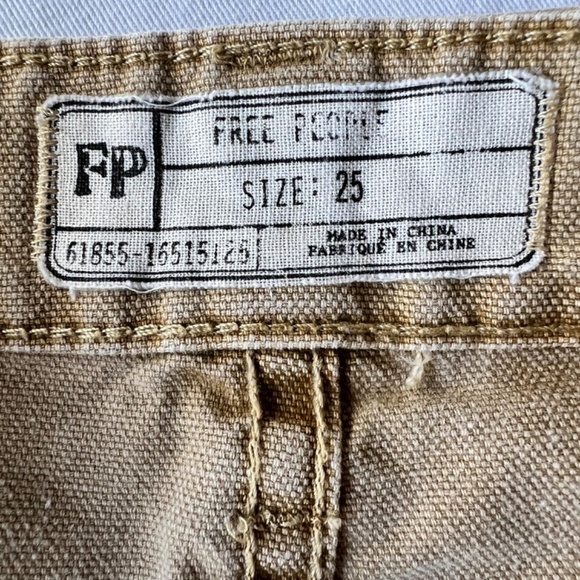 FP
FREE PEOPLE
SIZE: 25
61855-16515125
MADE IN CHINA
FABRIQUÉ EN CHINE